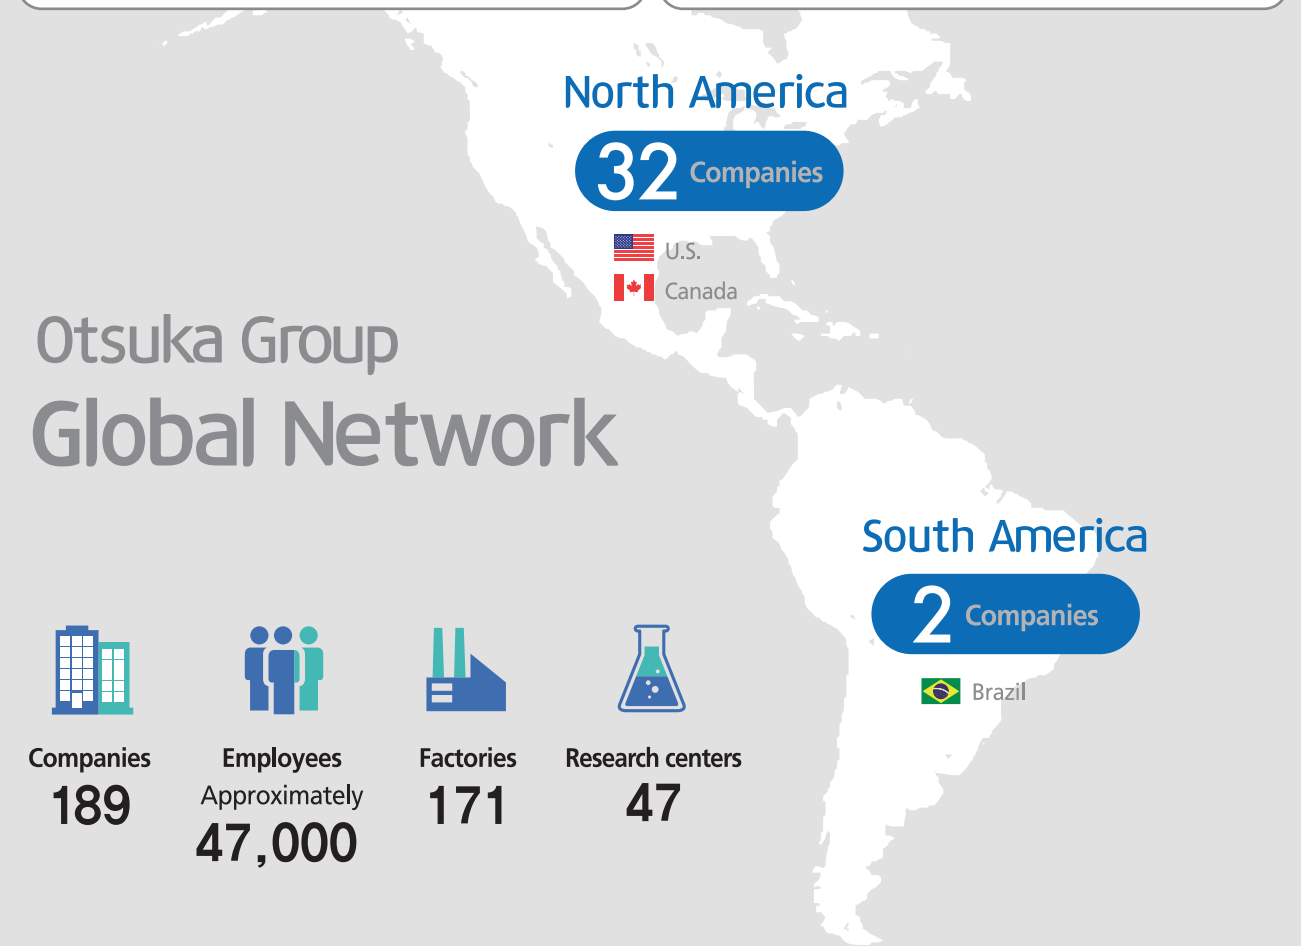 North America
32 Companies
U.S.
Canada
Otsuka Group
Global Network
South America
2 Companies
Brazil
Companies
189
Employees
Approximately
47,000
Factories
171
Research centers
47